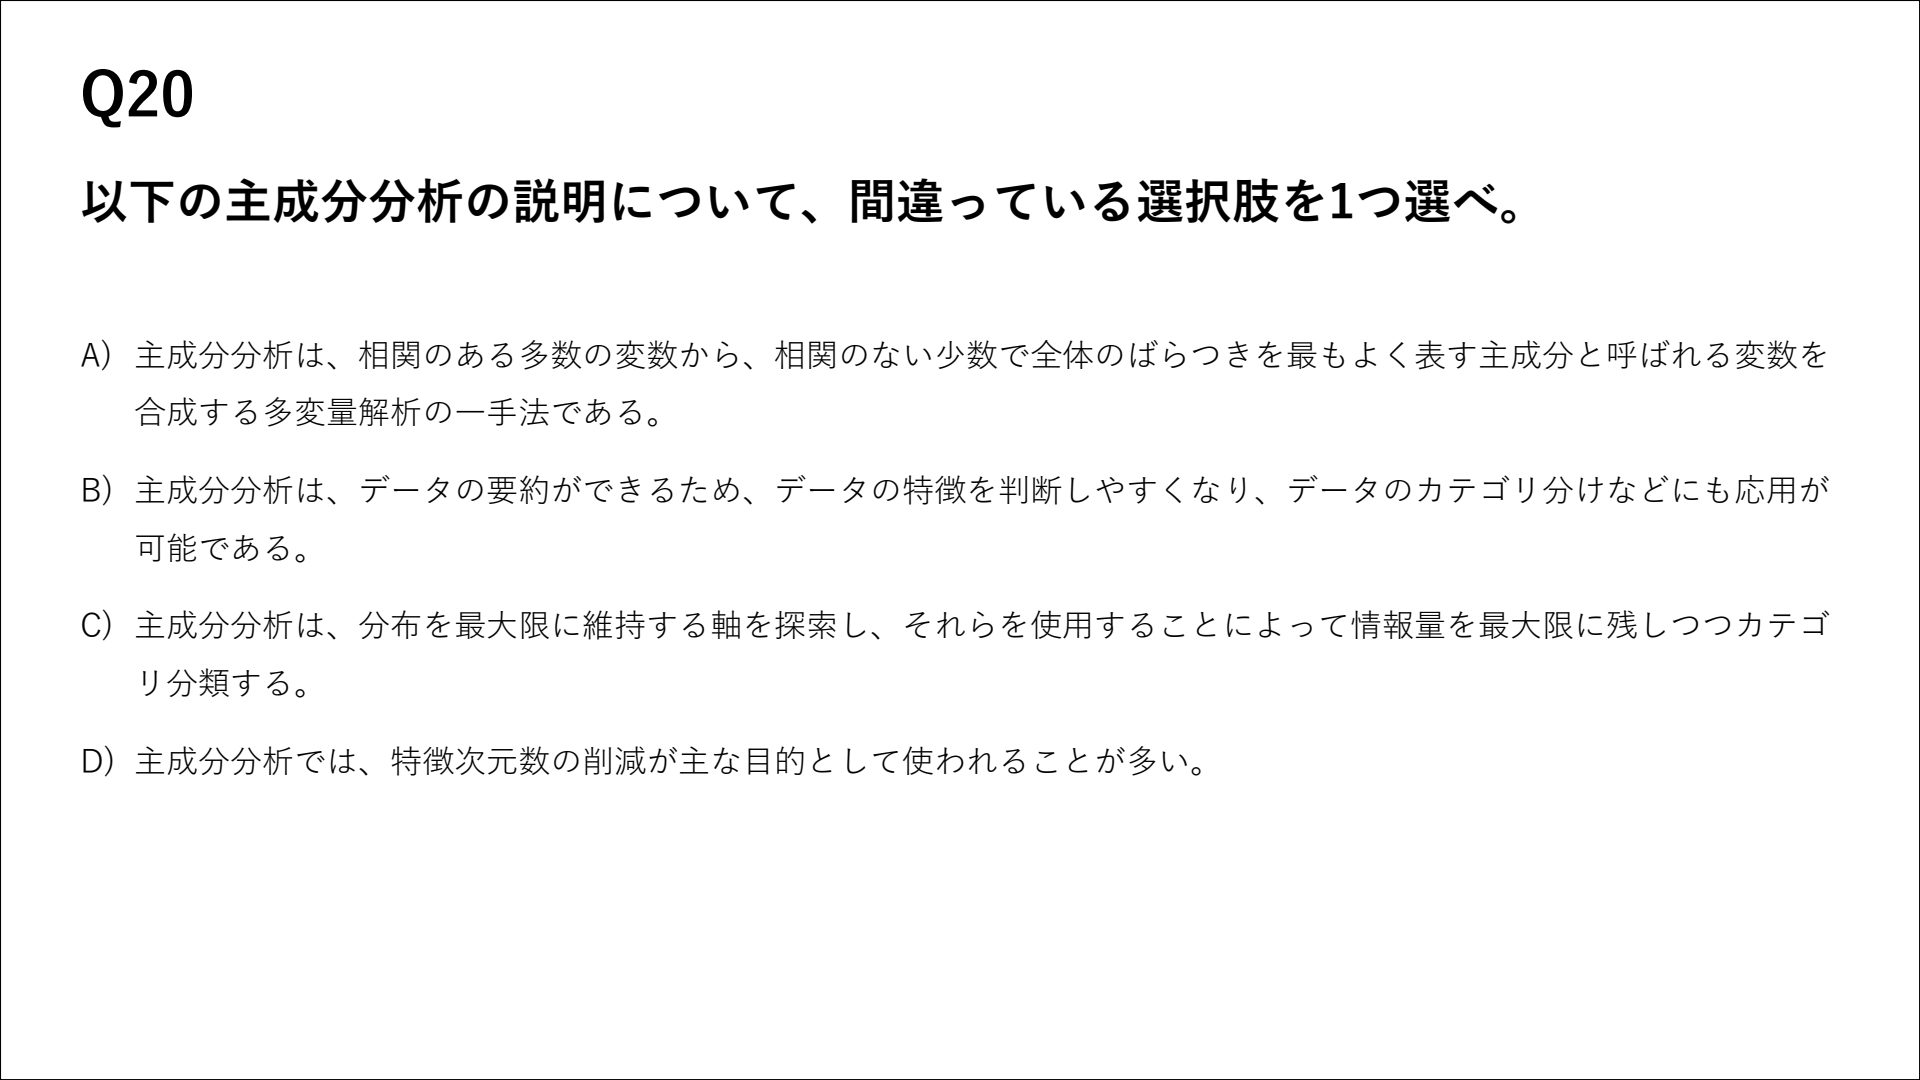 Q20
以下の主成分分析の説明について、間違っている選択肢を1つ選べ。
A) 主成分分析は、相関のある多数の変数から、相関のない少数で全体のばらつきを最もよく表す主成分と呼ばれる変数を
合成する多変量解析の一手法である。
B) 主成分分析は、データの要約ができるため、データの特徴を判断しやすくなり、データのカテゴリ分けなどにも応用が
可能である。
C) 主成分分析は、分布を最大限に維持する軸を探索し、それらを使用することによって情報量を最大限に残しつつカテゴ
リ分類する。
D) 主成分分析では、特徴次元数の削減が主な目的として使われることが多い。